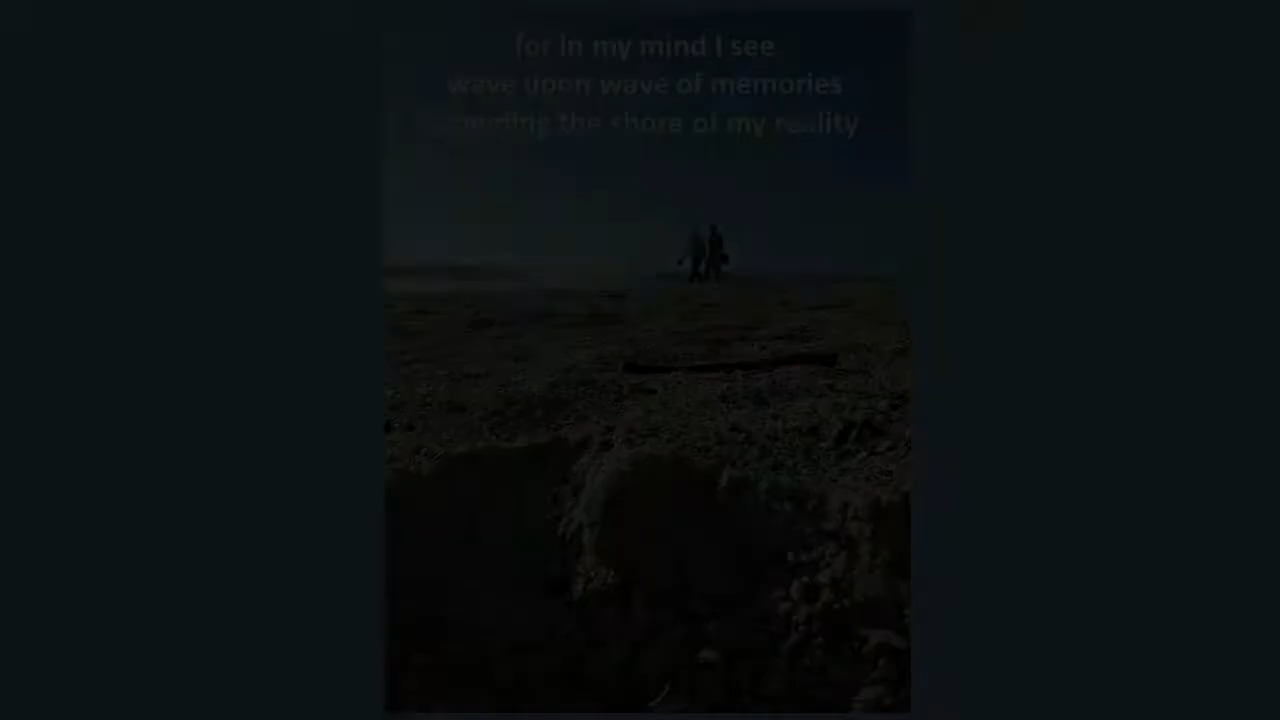 for in my mind I see
wave upon wave of memories
the shore of my reality